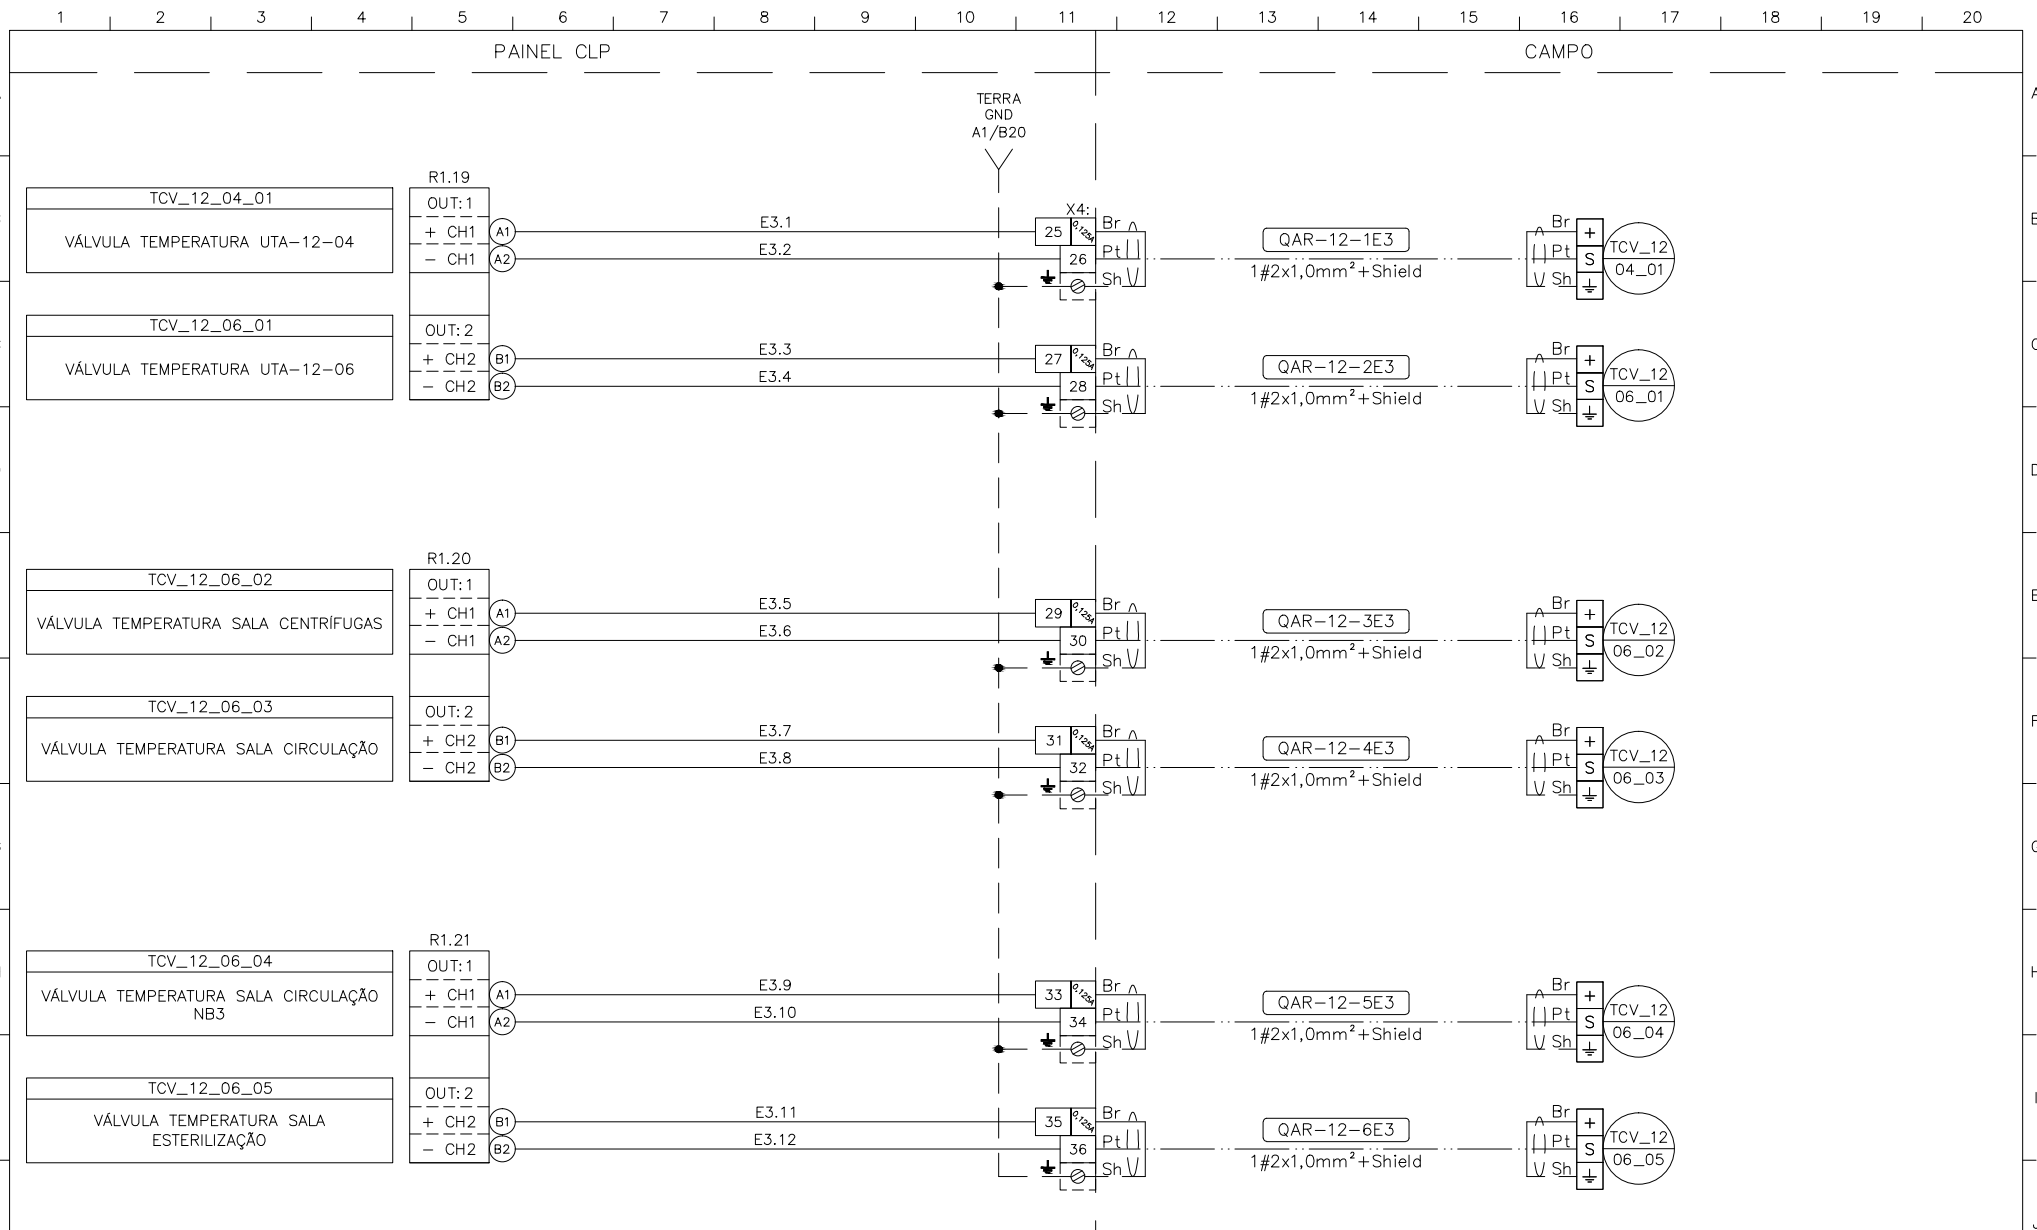 1 2 3 4 5 6 7 8 9 10 11 12 13 14 15 16 17 18 19 20
PAINEL CLP
CAMPO
TERRA
GND
A1/B20
A
R1.19
TCV_12_04_01
VÁLVULA TEMPERATURA UTA-12-04
OUT:1
+ CH1 A1
- CH1 A2
E3.1
E3.2
X4:
25 0,125A
26
Br
Pt
Sh
QAR-12-1E3
1#2x1,0mm²+Shield
Br +
Pt S
Sh
TCV_12
04_01
B
TCV_12_06_01
VÁLVULA TEMPERATURA UTA-12-06
OUT:2
+ CH2 B1
- CH2 B2
E3.3
E3.4
27 0,125A
28
Br
Pt
Sh
QAR-12-2E3
1#2x1,0mm²+Shield
Br +
Pt S
Sh
TCV_12
06_01
C
D
R1.20
TCV_12_06_02
VÁLVULA TEMPERATURA SALA CENTRÍFUGAS
OUT:1
+ CH1 A1
- CH1 A2
E3.5
E3.6
29 0,125A
30
Br
Pt
Sh
QAR-12-3E3
1#2x1,0mm²+Shield
Br +
Pt S
Sh
TCV_12
06_02
E
TCV_12_06_03
VÁLVULA TEMPERATURA SALA CIRCULAÇÃO
OUT:2
+ CH2 B1
- CH2 B2
E3.7
E3.8
31 0,125A
32
Br
Pt
Sh
QAR-12-4E3
1#2x1,0mm²+Shield
Br +
Pt S
Sh
TCV_12
06_03
F
G
R1.21
TCV_12_06_04
VÁLVULA TEMPERATURA SALA CIRCULAÇÃO
NB3
OUT:1
+ CH1 A1
- CH1 A2
E3.9
E3.10
33 0,125A
34
Br
Pt
Sh
QAR-12-5E3
1#2x1,0mm²+Shield
Br +
Pt S
Sh
TCV_12
06_04
H
TCV_12_06_05
VÁLVULA TEMPERATURA SALA
ESTERILIZAÇÃO
OUT:2
+ CH2 B1
- CH2 B2
E3.11
E3.12
35 0,125A
36
Br
Pt
Sh
QAR-12-6E3
1#2x1,0mm²+Shield
Br +
Pt S
Sh
TCV_12
06_05
I